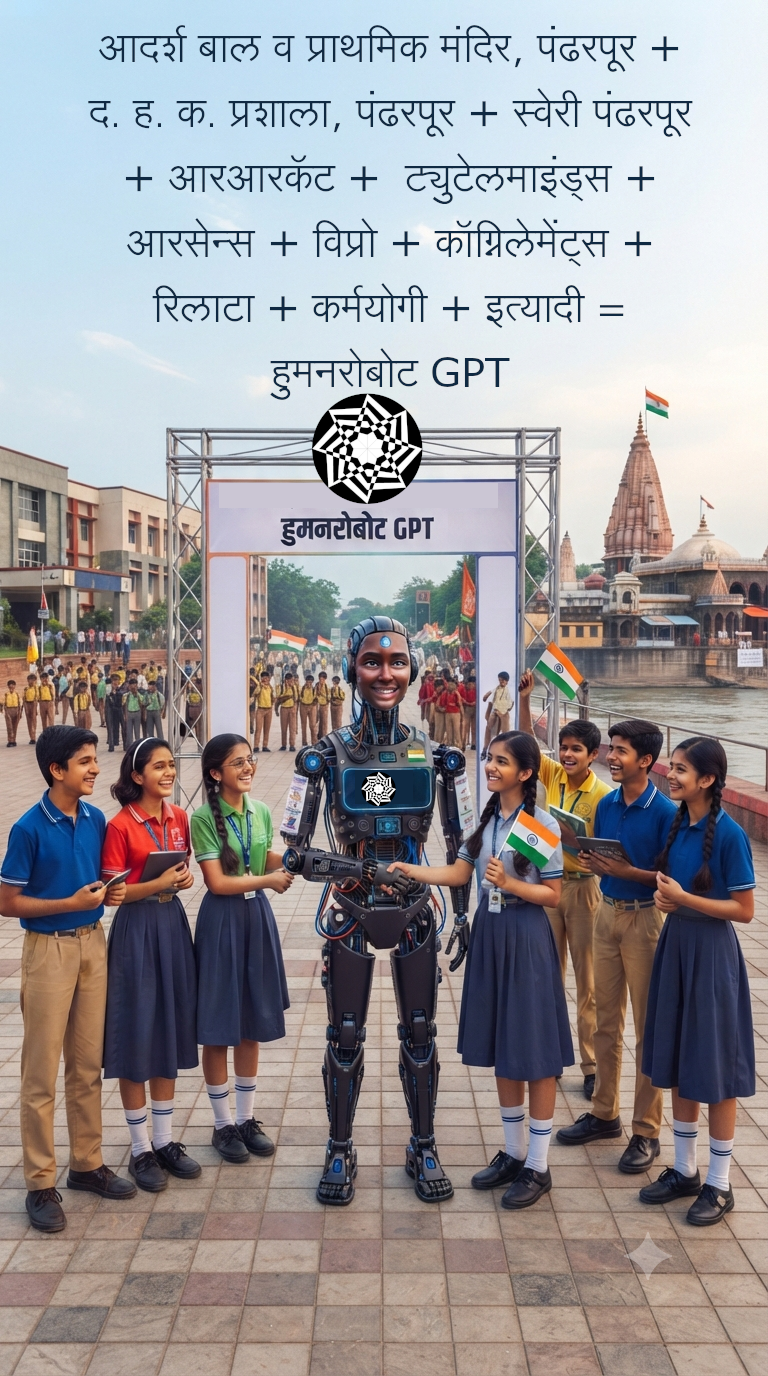 आदर्श बाल व प्राथमिक मंदिर, पंढरपूर +
द. ह. क. प्रशाला, पंढरपूर + स्वेरी पंढरपूर
+ आरआरकॅट + ट्युटेलमाइंड्स +
आरसेन्स + विप्रो + कॉग्निलेमेंट्स +
रिलाटा + कर्मयोगी + इत्यादी =
हुमनरोबोट GPT
हुमनरोबोट GPT